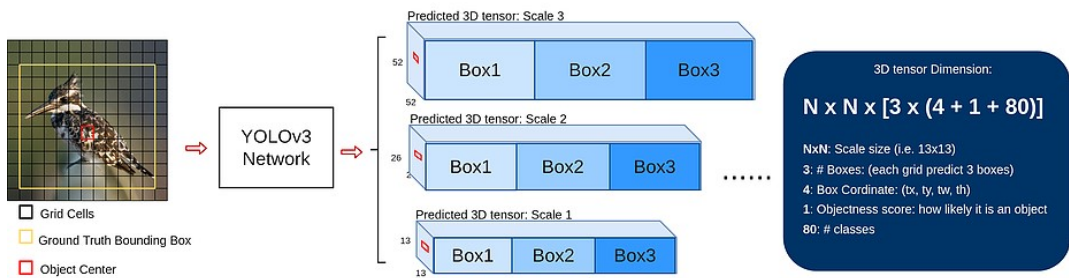 Predicted 3D tensor: Scale 3
52
52
Box1
Box2
Box3
YOLOv3
Network
Predicted 3D tensor: Scale 2
26
2
Box1
Box2
Box3
......
Predicted 3D tensor: Scale 1
13
13
Box1
Box2
Box3
Grid Cells
Ground Truth Bounding Box
Object Center
3D tensor Dimension:
N x N x [3 x (4 + 1 + 80)]
NxN: Scale size (i.e. 13x13)
3: # Boxes: (each grid predict 3 boxes)
4: Box Cordinate: (tx, ty, tw, th)
1: Objectness score: how likely it is an object
80: # classes